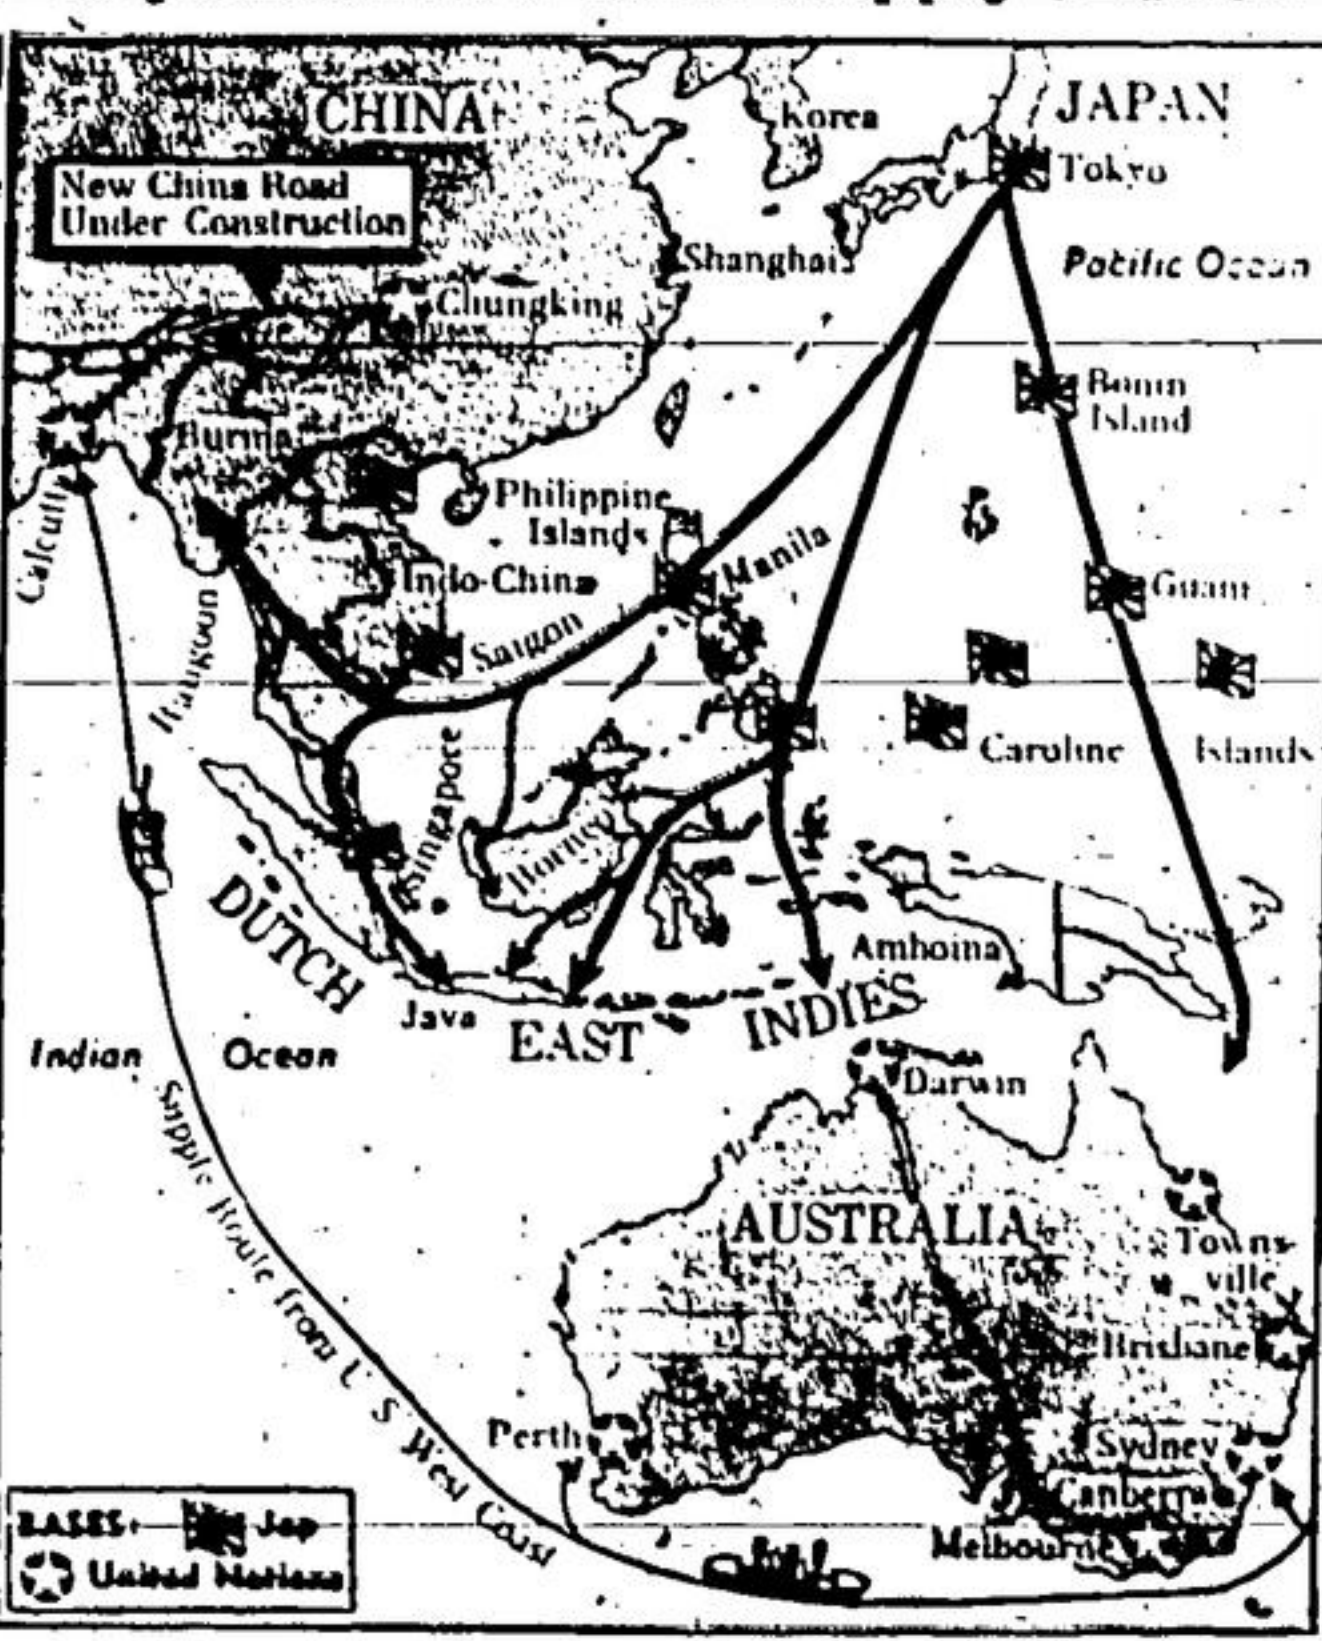 CHINA
JAPAN
Korea
Tokyo
New China Road
Under Construction
Shanghai
Pacific Ocean
Chungking
Bonin
Island
Burma
Philippine
Islands
Manila
Calcutt
Indo-China
Guam
Saigon
Rangoon
Caroline Islands
Singapore
Borneo
DUTCH
Amboina
Java
EAST
INDIES
Indian Ocean
Darwin
Supply Route from U S West Coast
AUSTRALIA
Towns-
ville
Brisbane
Perth
Sydney
Canberra
Melbourne
BASES: Jap
United Nations